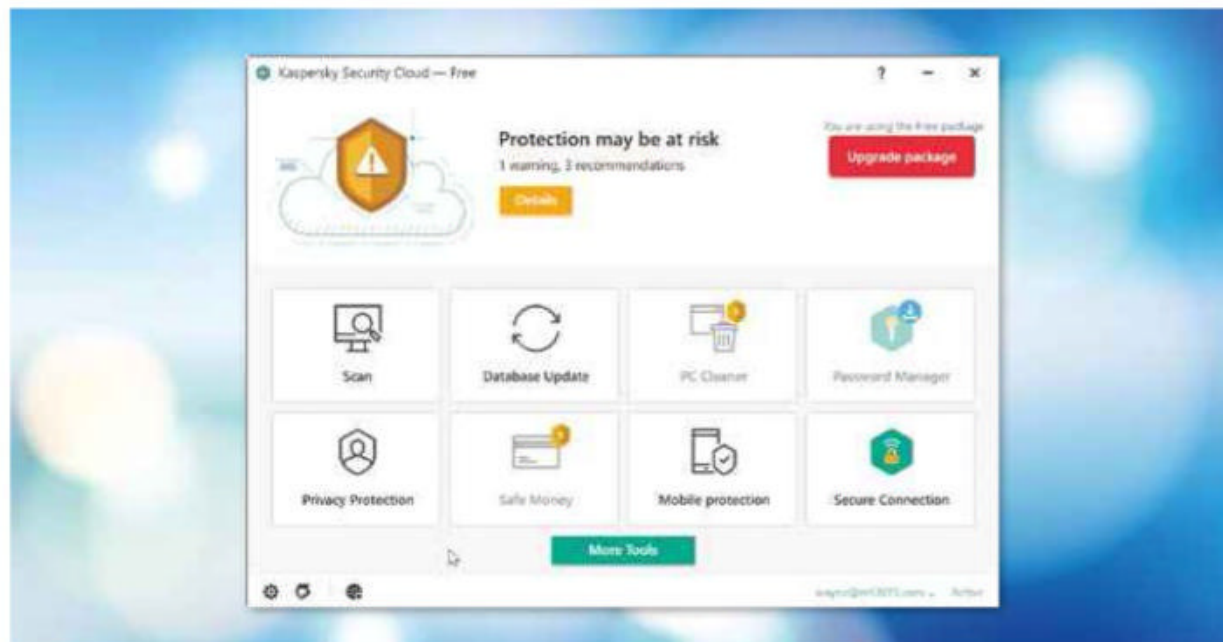 Kaspersky Security Cloud — Free
?
Protection may be at risk
1 warning, 3 recommendations
Details
You are using the Free package
Upgrade package
Scan
Database Update
PC Cleaner
Password Manager
Privacy Protection
Safe Money
Mobile protection
Secure Connection
More Tools
Active